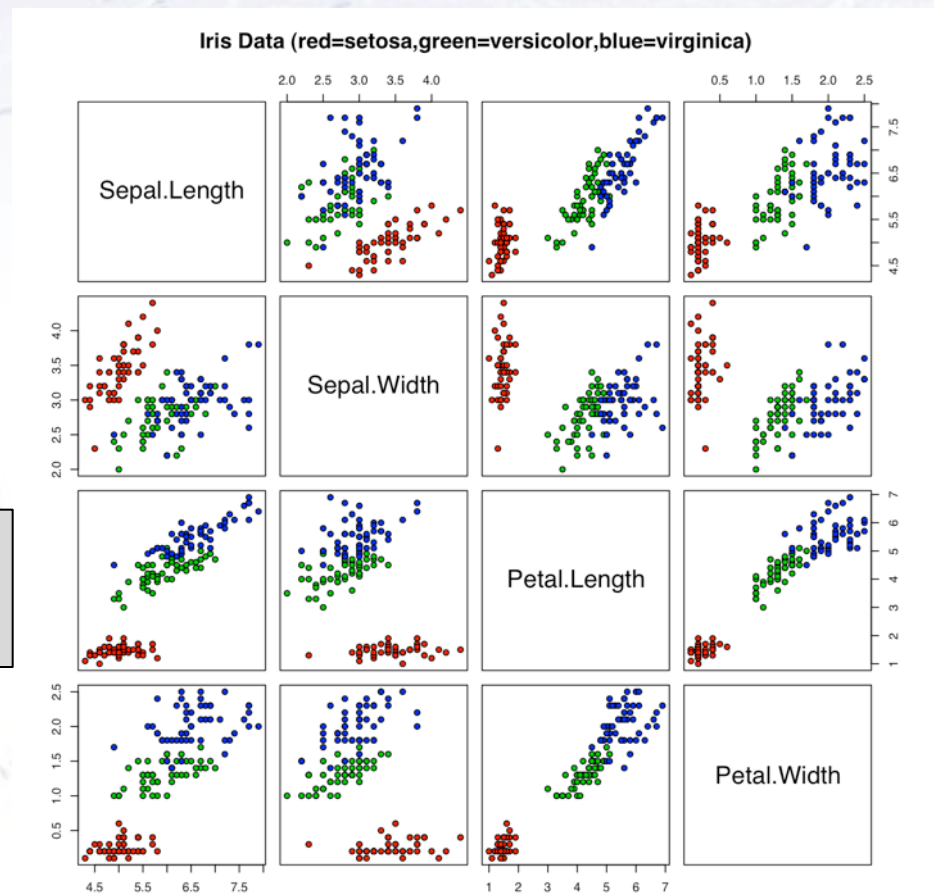 Iris Data (red=setosa,green=versicolor,blue=virginica)
2.0 2.5 3.0 3.5 4.0
0.5 1.0 1.5 2.0 2.5
Sepal.Length
4.5 5.5 6.5 7.5
2.0 2.5 3.0 3.5 4.0
Sepal.Width
Petal.Length
1 2 3 4 5 6 7
0.5 1.0 1.5 2.0 2.5
Petal.Width
4.5 5.5 6.5 7.5
1 2 3 4 5 6 7